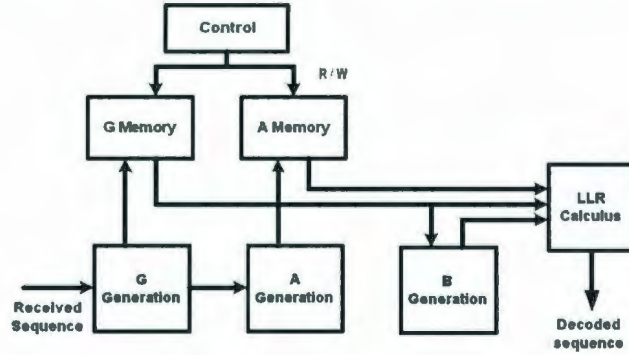 Control
R / W
G Memory
A Memory
LLR
Calculus
G
Generation
A
Generation
B
Generation
Received
Sequence
Decoded
sequence